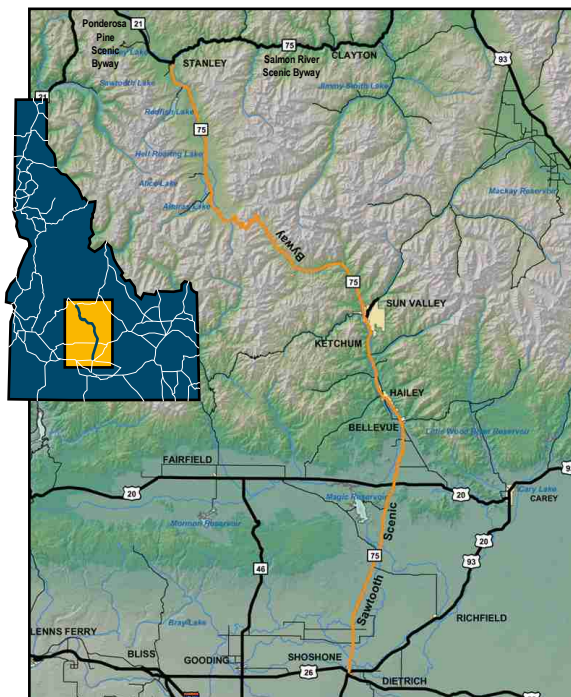 Ponderosa
Pine
Scenic
Byway
21
75
Salmon River
Scenic Byway
CLAYTON
93
STANLEY
Sawtooth Lake
Jimmy Smith Lake
21
Redfish Lake
75
Hell Roaring Lake
Alice Lake
Mackay Reservoir
Alturas Lake
Byway
75
SUN VALLEY
KETCHUM
HAILEY
BELLEVUE
Little Wood River Reservoir
FAIRFIELD
20
Magic Reservoir
20
Cary Lake
CAREY
Mormon Reservoir
Sawtooth Scenic
20
75
93
46
Bray Lake
RICHFIELD
LENNS FERRY
BLISS
GOODING
SHOSHONE
26
DIETRICH